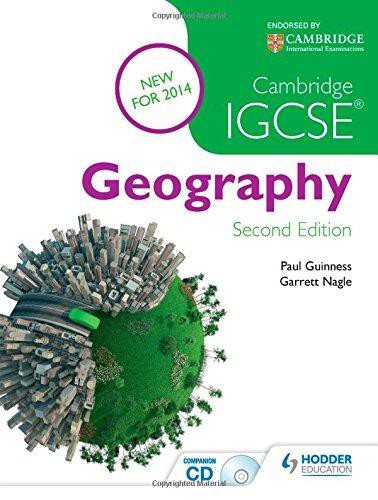 ENDORSED BY
CAMBRIDGE
International Examinations
NEW
FOR 2014
Cambridge
IGCSE®
Geography
Second Edition
Paul Guinness
Garrett Nagle
COMPANION
CD
HODDER
EDUCATION